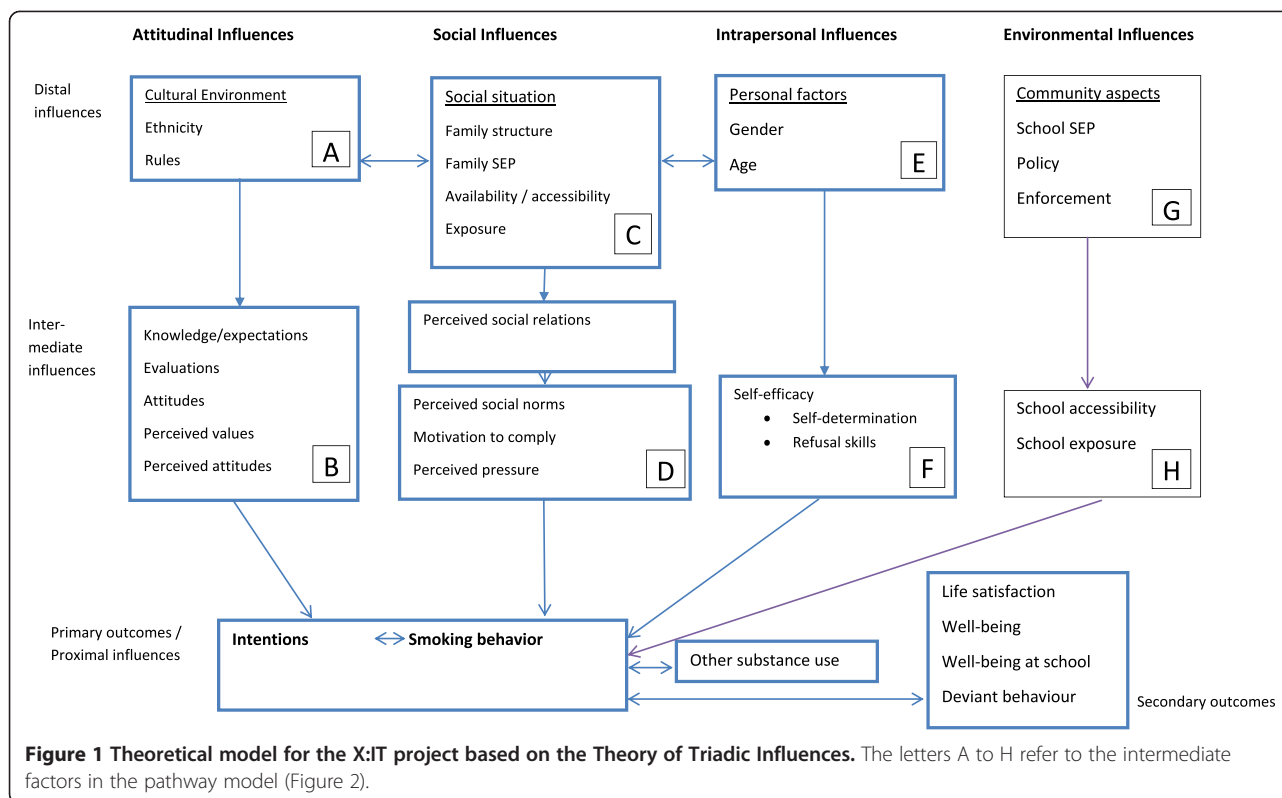 Attitudinal Influences
Social Influences
Intrapersonal Influences
Environmental Influences
Distal
influences
Cultural Environment
Ethnicity
Rules
A
Social situation
Family structure
Family SEP
Availability / accessibility
Exposure
C
Personal factors
Gender
Age
E
Community aspects
School SEP
Policy
Enforcement
G
Inter-
mediate
influences
Knowledge/expectations
Evaluations
Attitudes
Perceived values
Perceived attitudes
B
Perceived social relations
Perceived social norms
Motivation to comply
Perceived pressure
D
Self-efficacy
• Self-determination
• Refusal skills
F
School accessibility
School exposure
H
Primary outcomes /
Proximal influences
Intentions
Smoking behavior
Other substance use
Life satisfaction
Well-being
Well-being at school
Deviant behaviour
Secondary outcomes
Figure 1 Theoretical model for the X:IT project based on the Theory of Triadic Influences. The letters A to H refer to the intermediate
factors in the pathway model (Figure 2).